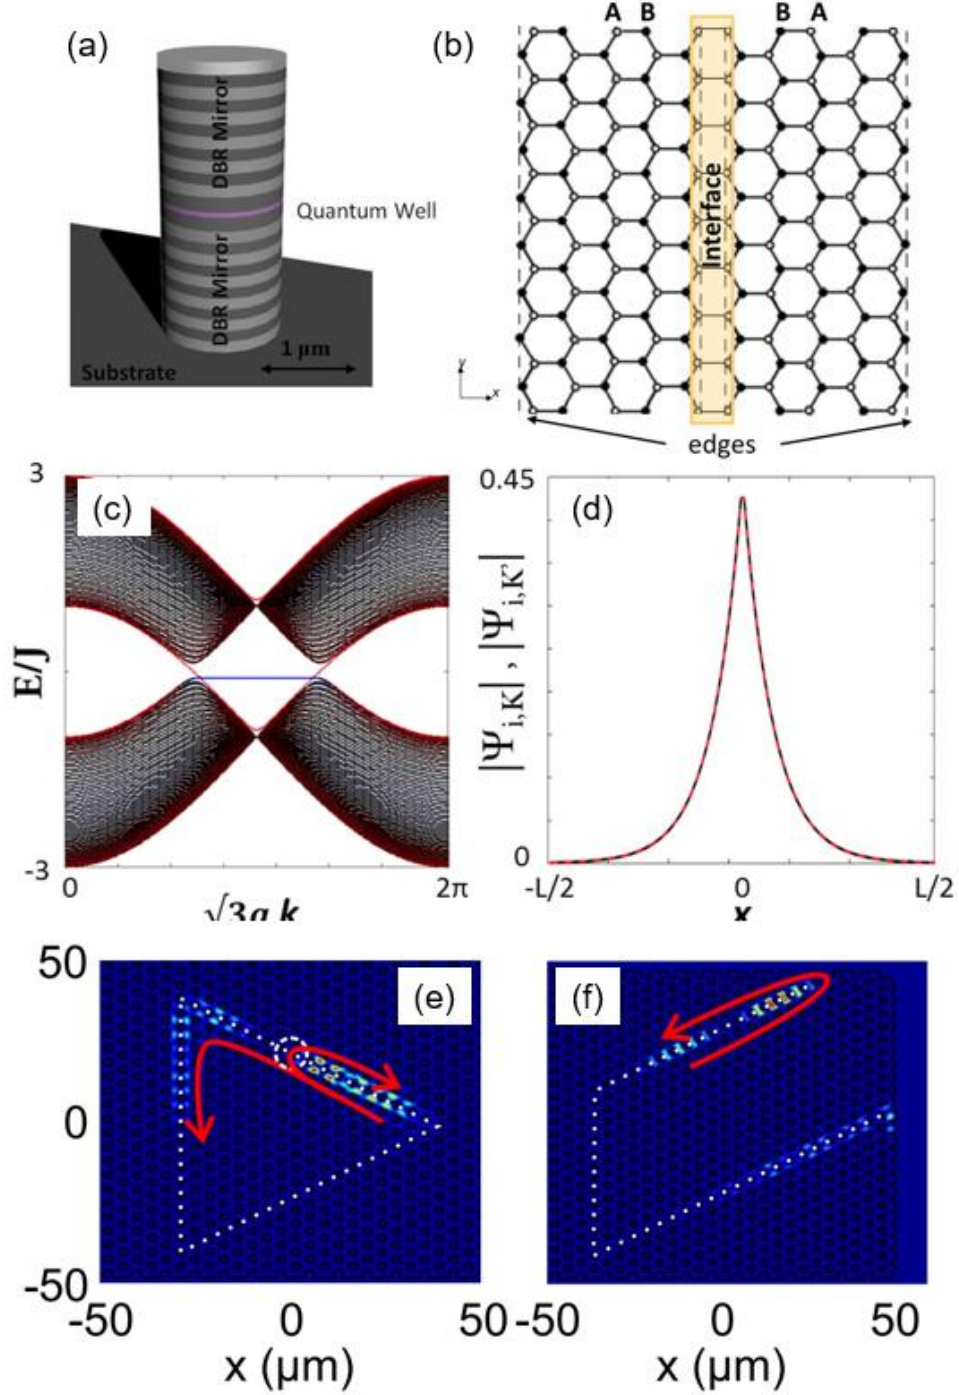 (a)
DBR Mirror
DBR Mirror
Quantum Well
1 μm
Substrate
(b)
A B B A
Interface
y
x
edges
(c)
3
E/J
-3
0 2π
√3a k
(d)
0.45
|Ψi,K| , |Ψi,K'|
0
-L/2 0 L/2
x
(e)
50
0
-50
-50 0 50
x (μm)
(f)
-50 0 50
x (μm)